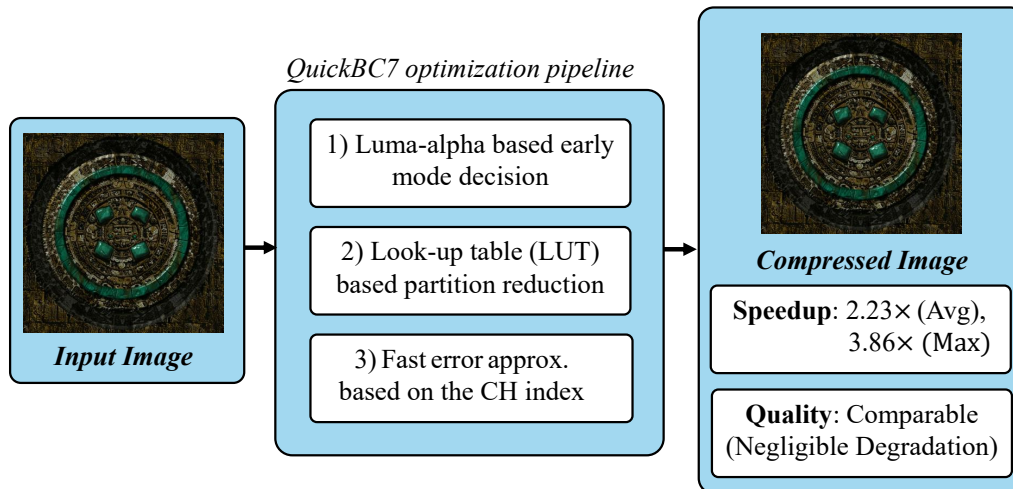 QuickBC7 optimization pipeline
Input Image
1) Luma-alpha based early
mode decision
2) Look-up table (LUT)
based partition reduction
3) Fast error approx.
based on the CH index
Compressed Image
Speedup: 2.23× (Avg),
3.86× (Max)
Quality: Comparable
(Negligible Degradation)